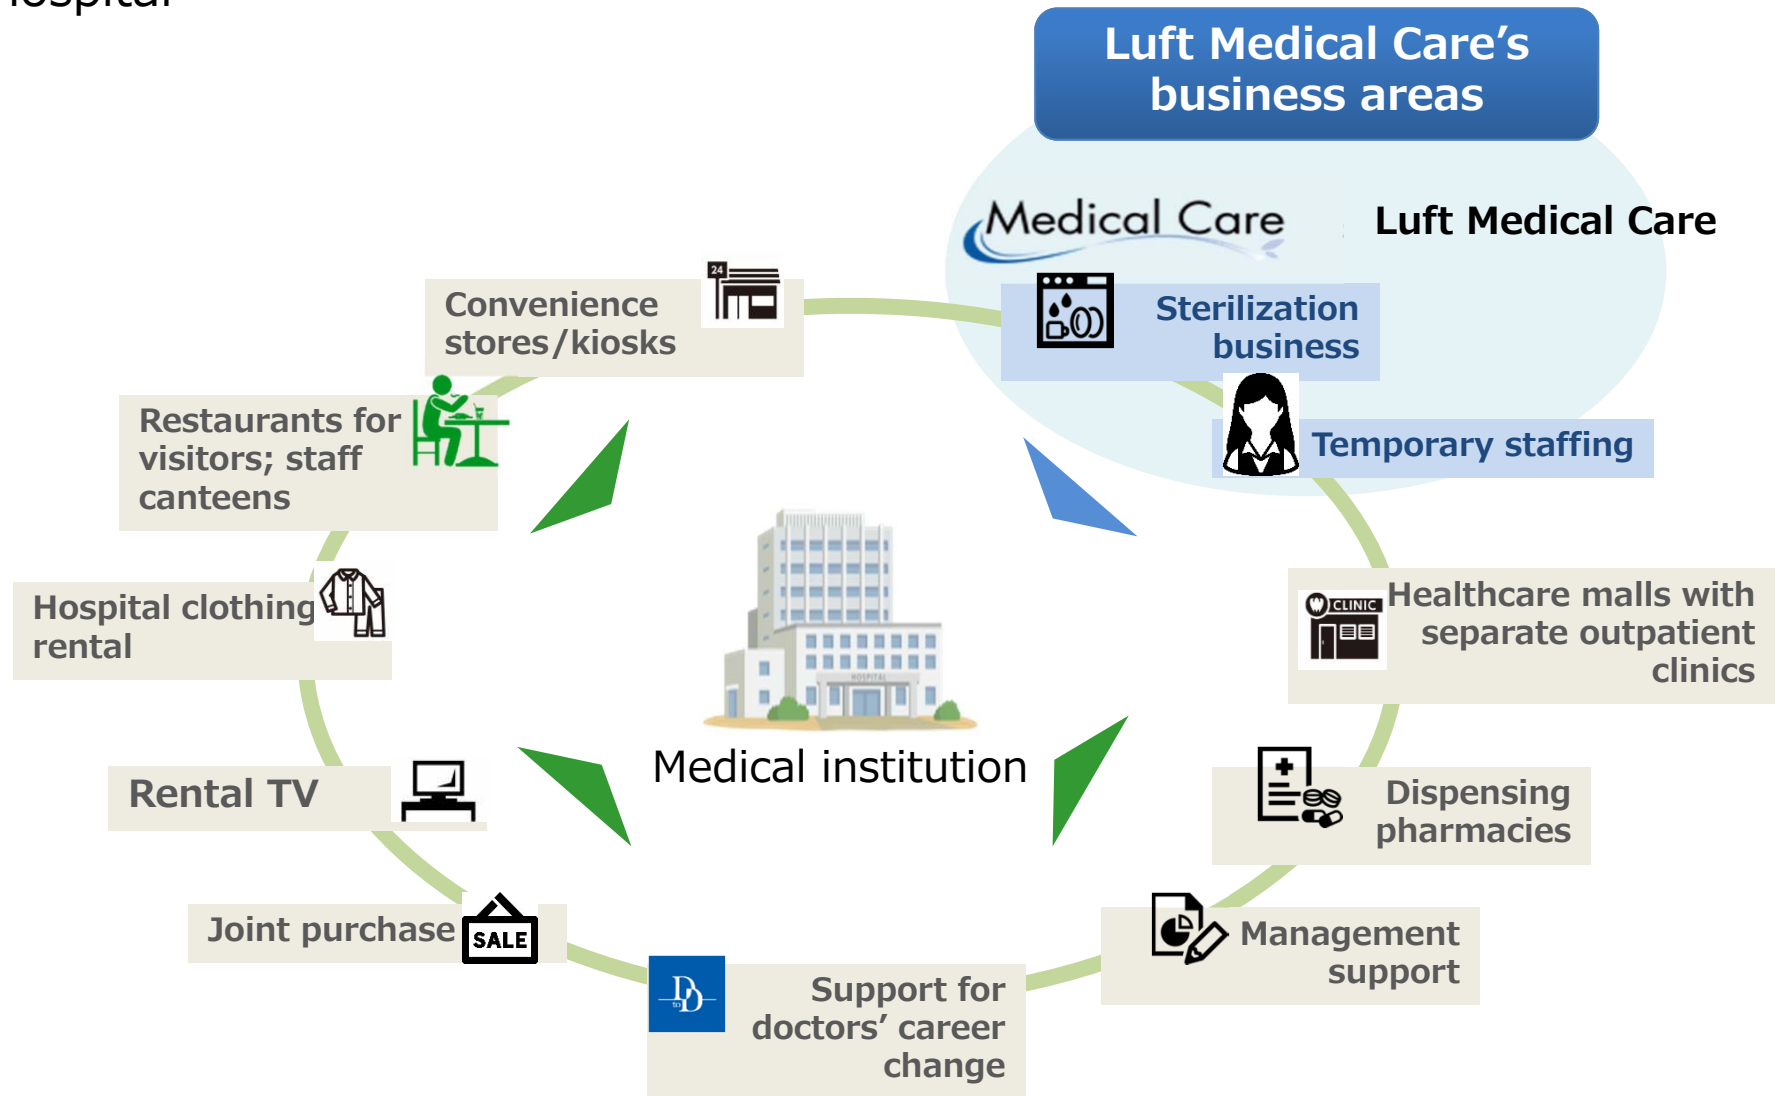 Luft Medical Care’s
business areas
Medical Care
Luft Medical Care
24
Convenience
stores/kiosks
Sterilization
business
Restaurants for
visitors; staff
canteens
Temporary staffing
Hospital clothing
rental
HOSPITAL
CLINIC
Healthcare malls with
separate outpatient
clinics
Medical institution
Rental TV
Dispensing
pharmacies
Joint purchase
SALE
Management
support
D to D
Support for
doctors’ career
change